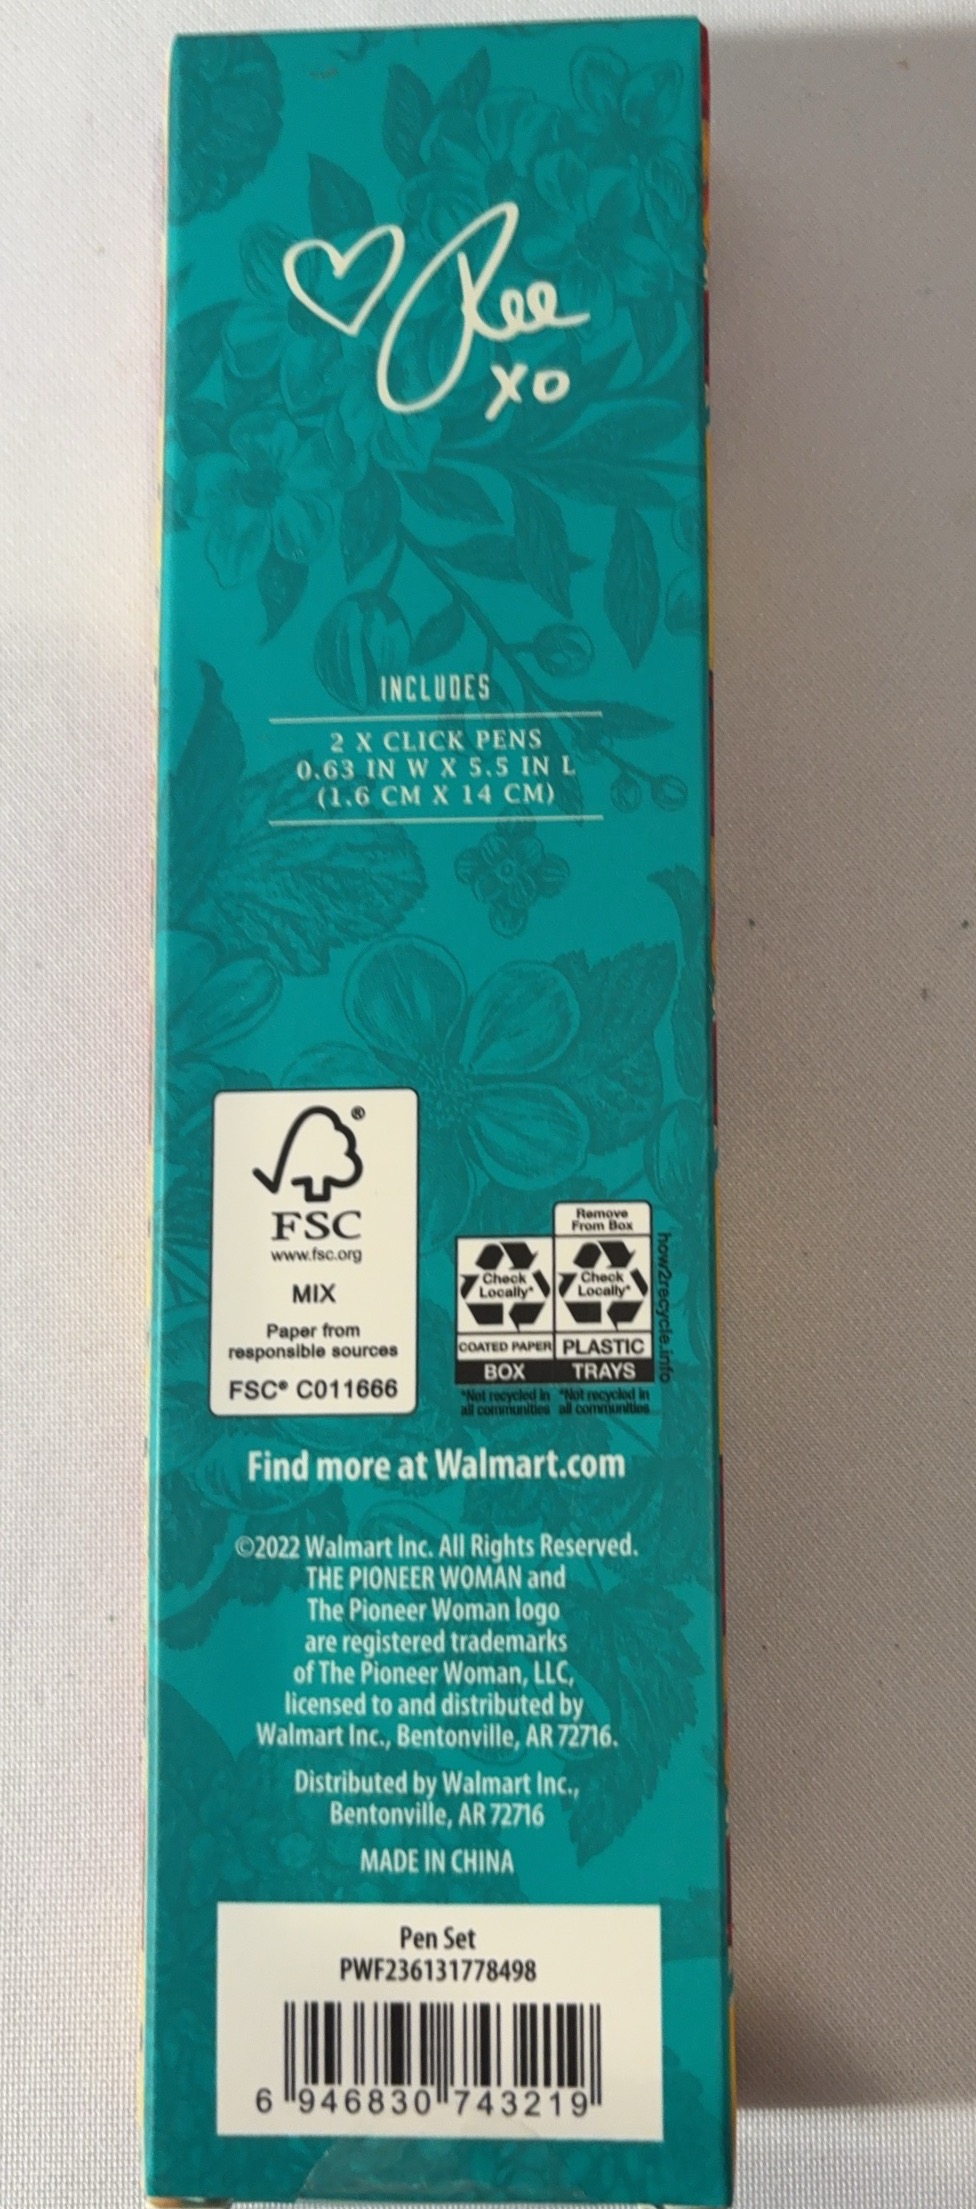 Ree
XO
INCLUDES
2 X CLICK PENS
0.63 IN W X 5.5 IN L
(1.6 CM X 14 CM)
®
FSC
www.fsc.org
MIX
Paper from
responsible sources
FSC® C011666
Remove
From Box
Check
Locally*
Check
Locally*
COATED PAPER
PLASTIC
BOX
TRAYS
*Not recycled in
all communities
*Not recycled in
all communities
how2recycle.info
Find more at Walmart.com
©2022 Walmart Inc. All Rights Reserved.
THE PIONEER WOMAN and
The Pioneer Woman logo
are registered trademarks
of The Pioneer Woman, LLC,
licensed to and distributed by
Walmart Inc., Bentonville, AR 72716.
Distributed by Walmart Inc.,
Bentonville, AR 72716
MADE IN CHINA
Pen Set
PWF236131778498
6 946830 743219